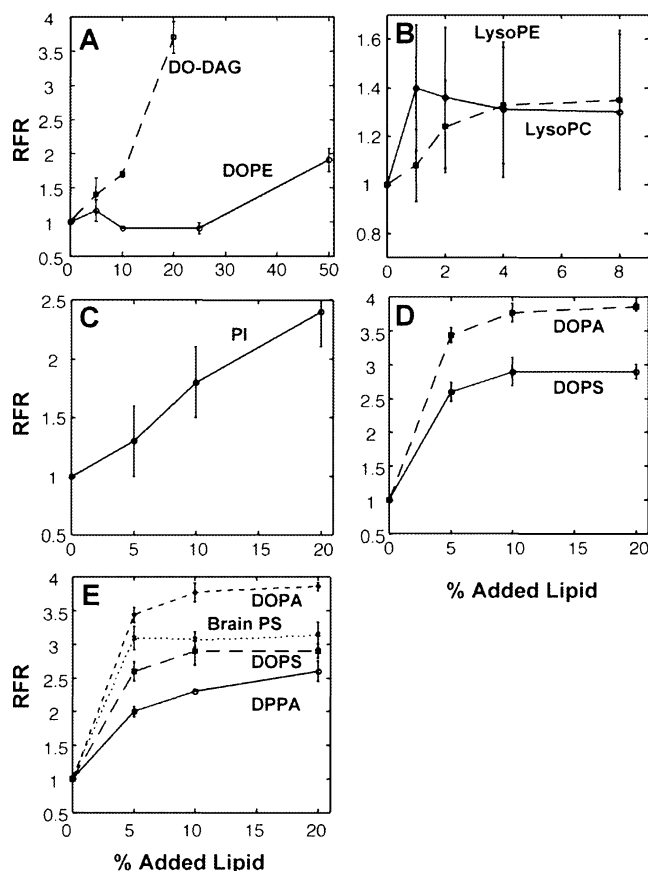 A
DO-DAG
DOPE
RFR
4
3.5
3
2.5
2
1.5
1
0.5
0 10 20 30 40 50
B
LysoPE
LysoPC
1.6
1.4
1.2
1
0.8
0 2 4 6 8
C
PI
RFR
2.5
2
1.5
1
0.5
0 5 10 15 20
D
DOPA
DOPS
4
3.5
3
2.5
2
1.5
1
0.5
0 5 10 15 20
% Added Lipid
E
DOPA
Brain PS
DOPS
DPPA
RFR
4
3.5
3
2.5
2
1.5
1
0.5
0 5 10 15 20
% Added Lipid